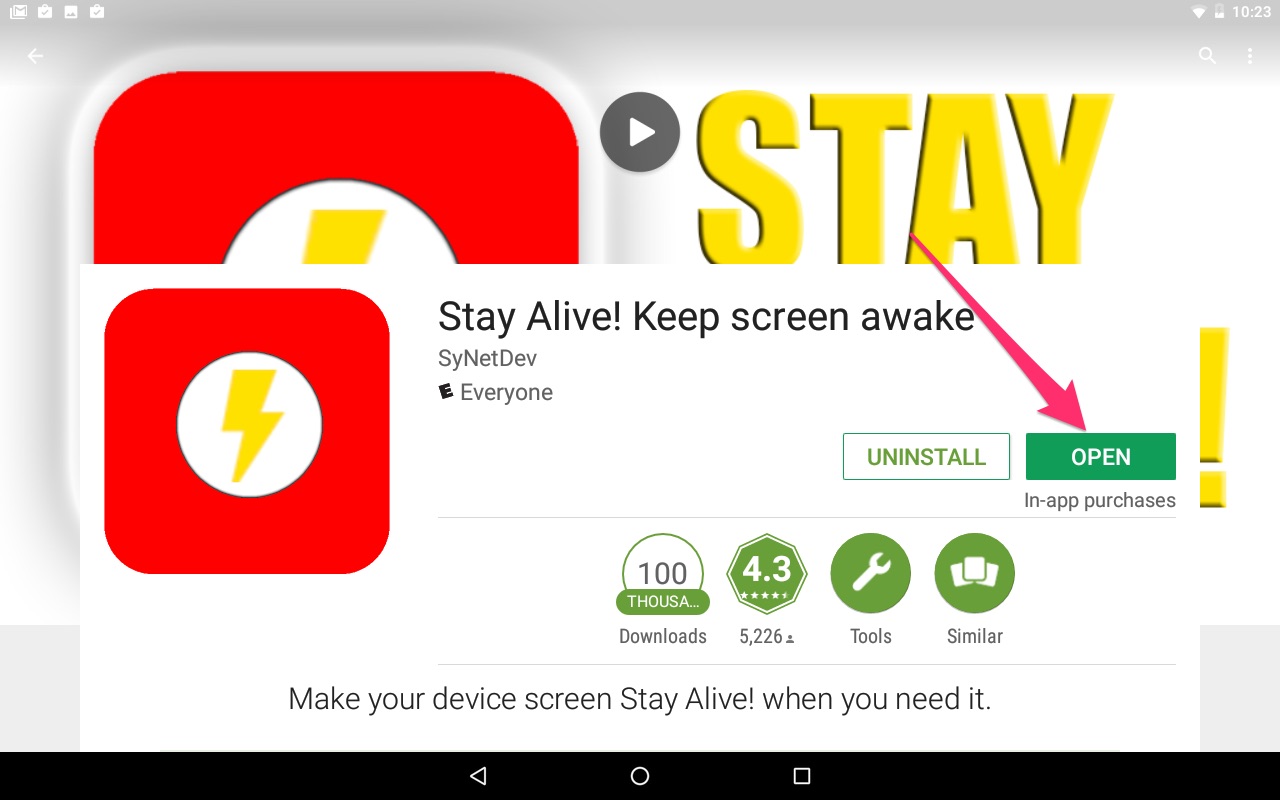 10:23
STAY
!
Stay Alive! Keep screen awake
SyNetDev
E Everyone
UNINSTALL
OPEN
In-app purchases
100
THOUSA...
4.3
Downloads
5,226
Tools
Similar
Make your device screen Stay Alive! when you need it.